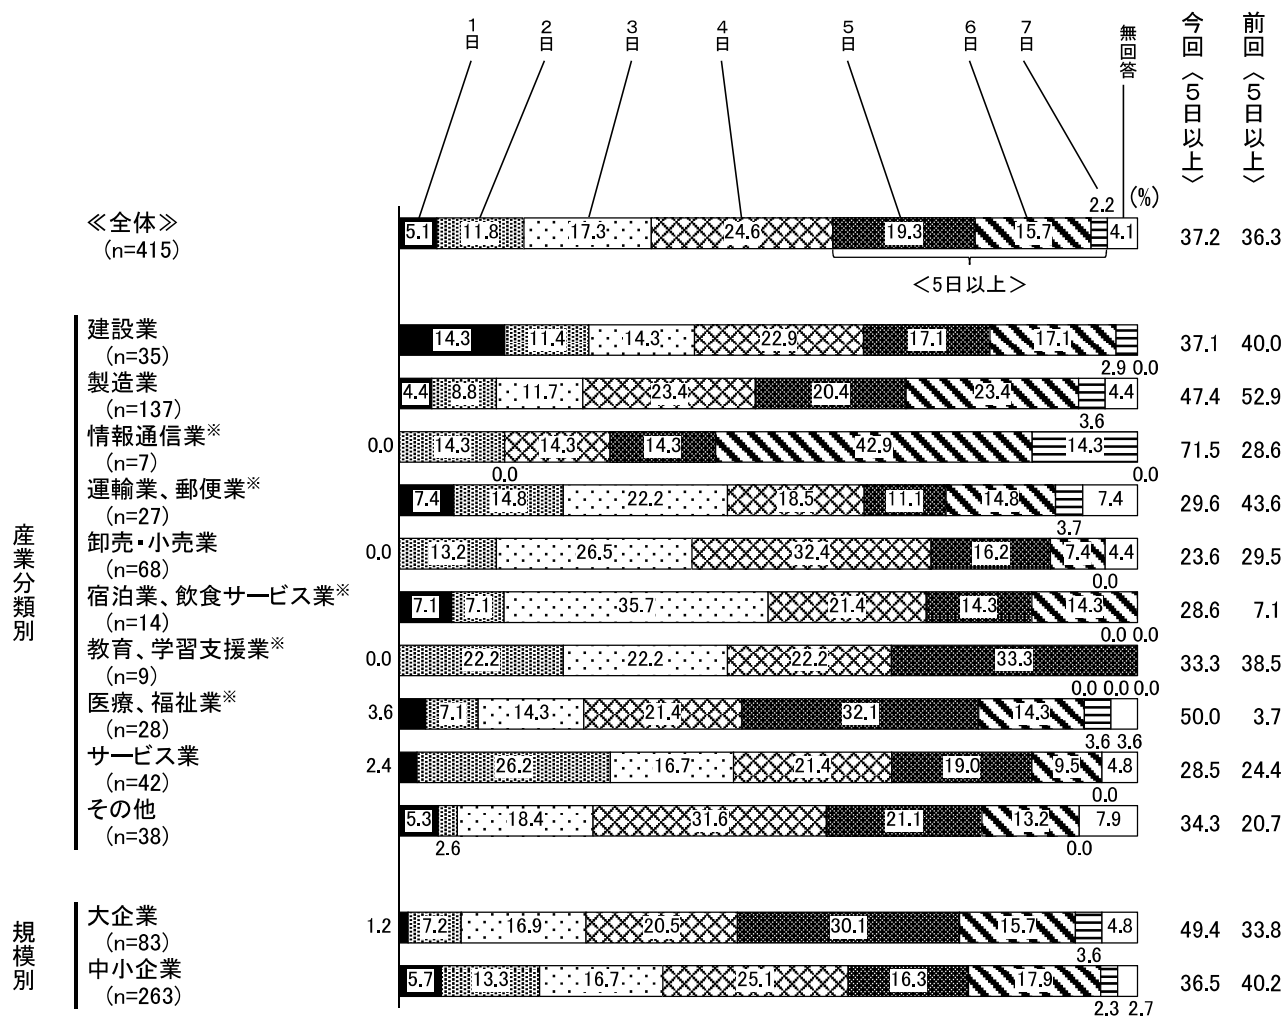 1日 2日 3日 4日 5日 6日 7日 無回答 今回〈5日以上〉 前回〈5日以上〉
(%)
≪全体≫
(n=415)
5.1 11.8 17.3 24.6 19.3 15.7 2.2 4.1 37.2 36.3
＜5日以上＞
産業分類別
建設業
(n=35)
14.3 11.4 14.3 22.9 17.1 17.1 2.9 0.0 37.1 40.0
製造業
(n=137)
4.4 8.8 11.7 23.4 20.4 23.4 3.6 4.4 47.4 52.9
情報通信業※
(n=7)
0.0 14.3 0.0 14.3 14.3 42.9 14.3 0.0 71.5 28.6
運輸業、郵便業※
(n=27)
7.4 14.8 22.2 18.5 11.1 14.8 3.7 7.4 29.6 43.6
卸売・小売業
(n=68)
0.0 13.2 26.5 32.4 16.2 7.4 0.0 4.4 23.6 29.5
宿泊業、飲食サービス業※
(n=14)
7.1 7.1 35.7 21.4 14.3 14.3 0.0 0.0 28.6 7.1
教育、学習支援業※
(n=9)
0.0 22.2 22.2 22.2 33.3 0.0 0.0 0.0 33.3 38.5
医療、福祉業※
(n=28)
3.6 7.1 14.3 21.4 32.1 14.3 3.6 3.6 50.0 3.7
サービス業
(n=42)
2.4 26.2 16.7 21.4 19.0 9.5 0.0 4.8 28.5 24.4
その他
(n=38)
5.3 2.6 18.4 31.6 21.1 13.2 0.0 7.9 34.3 20.7
規模別
大企業
(n=83)
1.2 7.2 16.9 20.5 30.1 15.7 3.6 4.8 49.4 33.8
中小企業
(n=263)
5.7 13.3 16.7 25.1 16.3 17.9 2.3 2.7 36.5 40.2